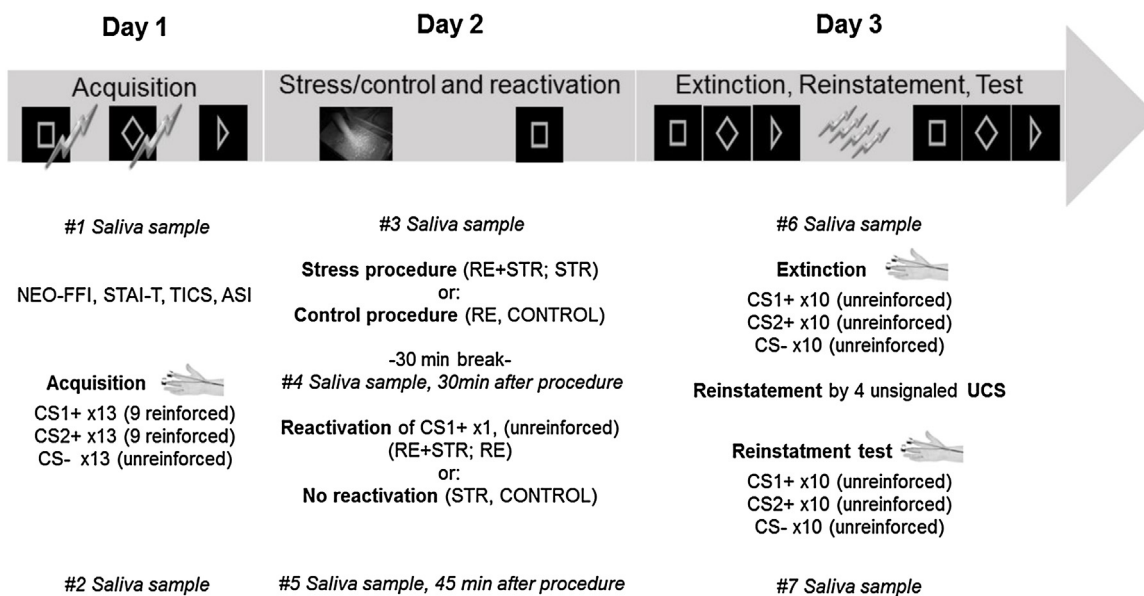 Day 1
Acquisition
#1 Saliva sample
NEO-FFI, STAI-T, TICS, ASI
Acquisition
CS1+ x13 (9 reinforced)
CS2+ x13 (9 reinforced)
CS- x13 (unreinforced)
#2 Saliva sample
Day 2
Stress/control and reactivation
#3 Saliva sample
Stress procedure (RE+STR; STR)
or:
Control procedure (RE, CONTROL)
-30 min break-
#4 Saliva sample, 30min after procedure
Reactivation of CS1+ x1, (unreinforced)
(RE+STR; RE)
or:
No reactivation (STR, CONTROL)
#5 Saliva sample, 45 min after procedure
Day 3
Extinction, Reinstatement, Test
#6 Saliva sample
Extinction
CS1+ x10 (unreinforced)
CS2+ x10 (unreinforced)
CS- x10 (unreinforced)
Reinstatement by 4 unsignaled UCS
Reinstatment test
CS1+ x10 (unreinforced)
CS2+ x10 (unreinforced)
CS- x10 (unreinforced)
#7 Saliva sample